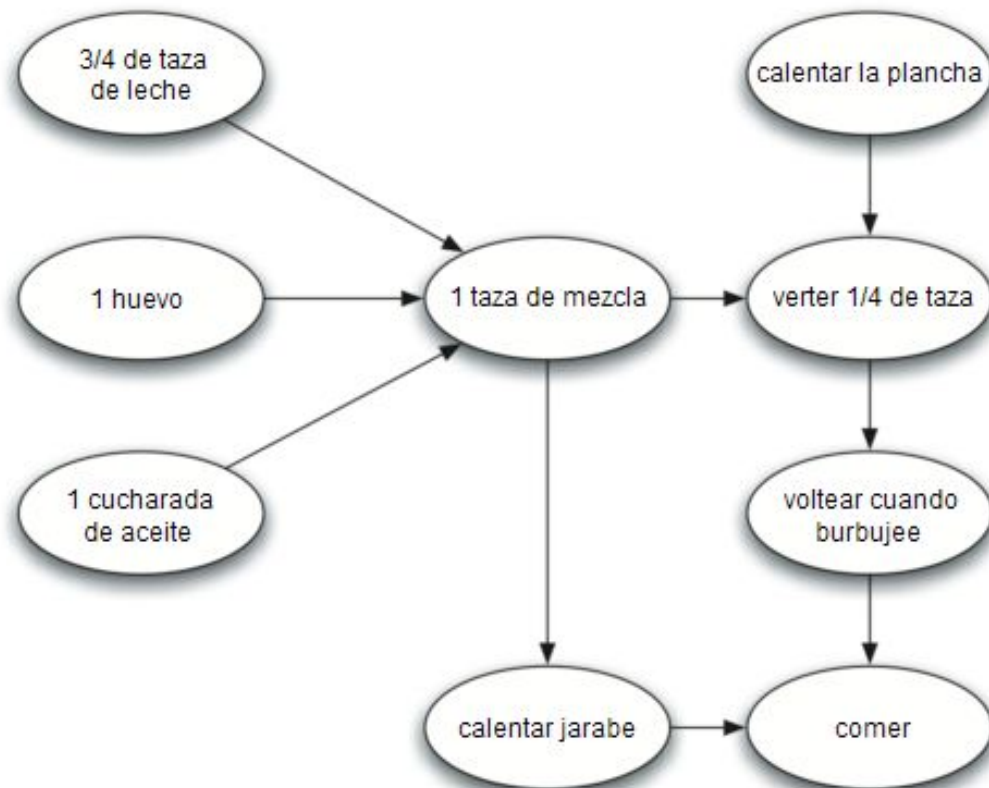 3/4 de taza
de leche
calentar la plancha
1 huevo
1 taza de mezcla
verter 1/4 de taza
1 cucharada
de aceite
voltear cuando
burbujee
calentar jarabe
comer